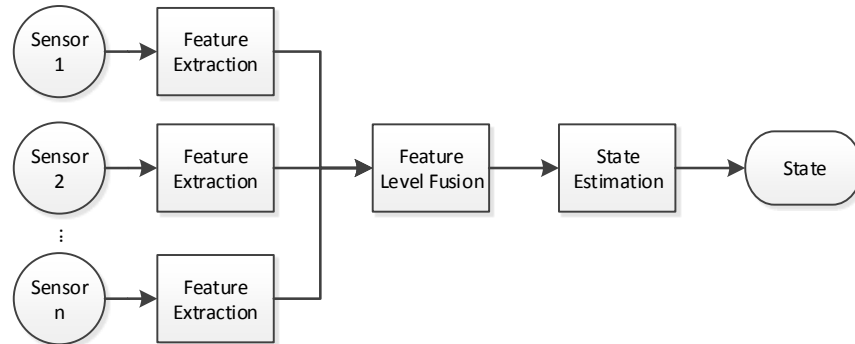 Sensor
1
Feature
Extraction
Sensor
2
Feature
Extraction
Feature
Level Fusion
State
Estimation
State
...
Sensor
n
Feature
Extraction